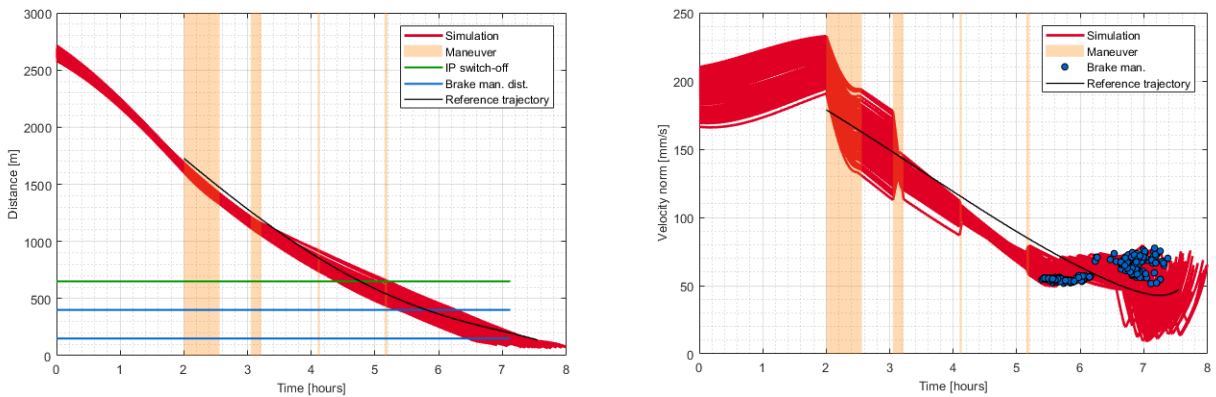 3000
2500
2000
1500
1000
500
0
Distance [m]
Simulation
Maneuver
IP switch-off
Brake man. dist.
Reference trajectory
0 1 2 3 4 5 6 7 8
Time [hours]
250
200
150
100
50
0
Velocity norm [mm/s]
Simulation
Maneuver
Brake man.
Reference trajectory
0 1 2 3 4 5 6 7 8
Time [hours]